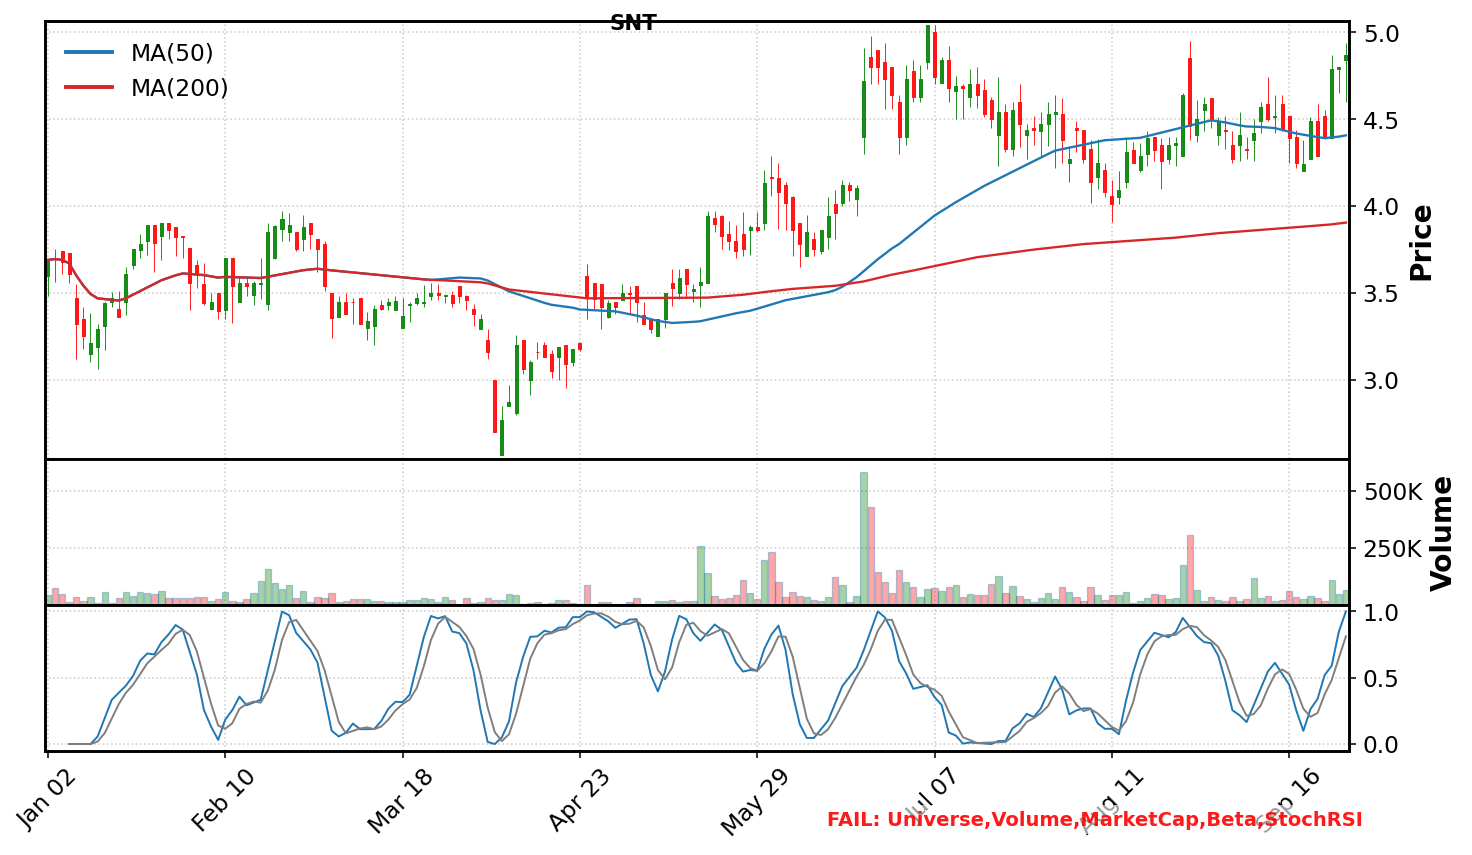 SNT
MA(50)
MA(200)
5.0
4.5
4.0
3.5
3.0
Price
500K
250K
Volume
1.0
0.5
0.0
Jan 02
Feb 10
Mar 18
Apr 23
May 29
Jul 07
Aug 11
Sep 16
FAIL: Universe,Volume,MarketCap,Beta,StochRSI